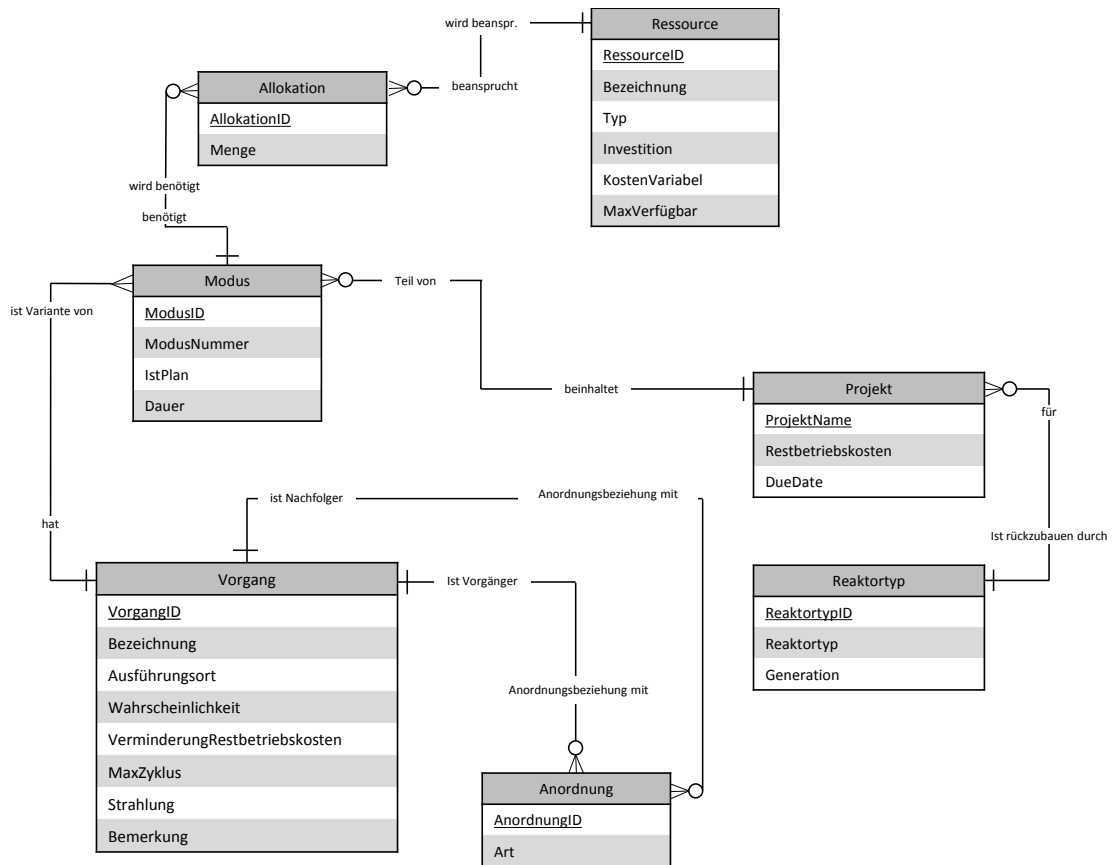 wird beanspr.
Ressource
RessourceID
Bezeichnung
Typ
Investition
KostenVariabel
MaxVerfügbar
beansprucht
Allokation
AllokationID
Menge
wird benötigt
benötigt
Modus
ModusID
ModusNummer
IstPlan
Dauer
Teil von
ist Variante von
beinhaltet
Projekt
ProjektName
Restbetriebskosten
DueDate
für
Ist rückzubauen durch
Reaktortyp
ReaktortypID
Reaktortyp
Generation
ist Nachfolger
Anordnungsbeziehung mit
hat
Vorgang
VorgangID
Bezeichnung
Ausführungsort
Wahrscheinlichkeit
VerminderungRestbetriebskosten
MaxZyklus
Strahlung
Bemerkung
Ist Vorgänger
Anordnungsbeziehung mit
Anordnung
AnordnungID
Art